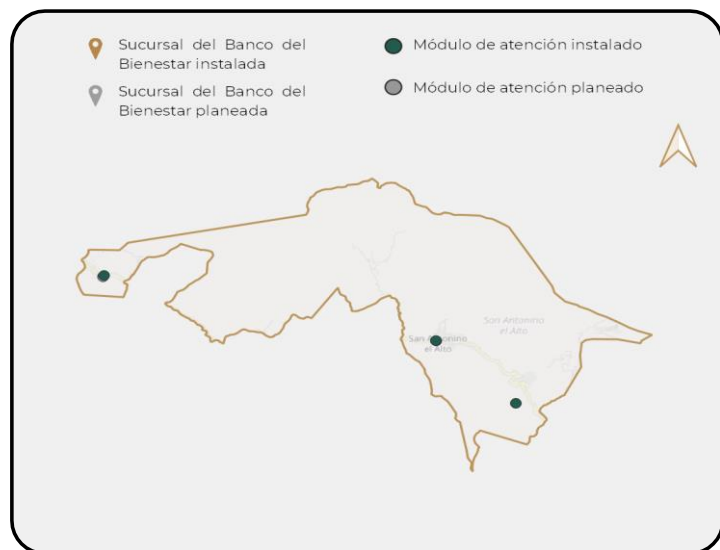 Sucursal del Banco del
Bienestar instalada
Sucursal del Banco del
Bienestar planeada
Módulo de atención instalado
Módulo de atención planeado
San Antonino
el Alto
San Antonino
el Alto